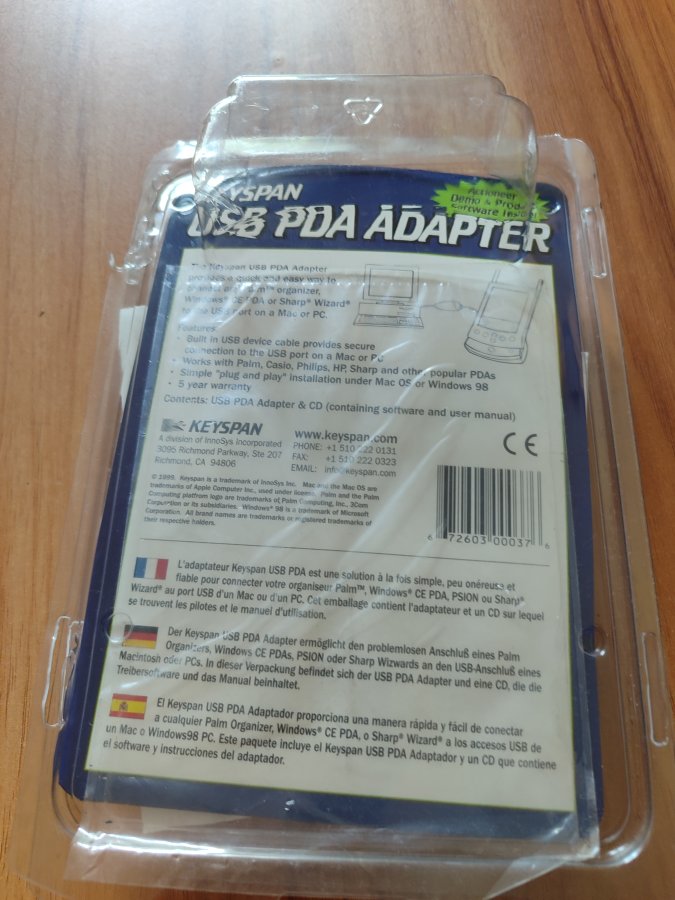 KEYSPAN
USB PDA ADAPTER
Actioneer
Demo & Prod
Software Inside!
The Keyspan USB PDA Adapter
provides a quick and easy way to
connect a Palm™ organizer,
Windows® CE PDA or Sharp® Wizard®
to the USB port on a Mac or PC.
Features:
• Built in USB device cable provides secure
connection to the USB port on a Mac or PC
• Works with Palm, Casio, Philips, HP, Sharp and other popular PDAs
• Simple "plug and play" installation under Mac OS or Windows 98
• 5 year warranty
Contents: USB PDA Adapter & CD (containing software and user manual)
KEYSPAN
A division of InnoSys Incorporated
3095 Richmond Parkway, Ste 207
Richmond, CA 94806
www.keyspan.com
PHONE: +1 510 222 0131
FAX: +1 510 222 0323
EMAIL: info@keyspan.com
CE
© 1999. Keyspan is a trademark of InnoSys Inc. Mac and the Mac OS are
trademarks of Apple Computer Inc., used under license. Palm and the Palm
Computing platfrom logo are trademarks of Palm Computing, Inc., 3Com
Corporation or its subsidiaries. Windows® 98 is a trademark of Microsoft
Corporation. All brand names are trademarks or registered trademarks of
their respective holders.
6 72603 00037 6
L'adaptateur Keyspan USB PDA est une solution à la fois simple, peu onéreuse et
fiable pour connecter votre organiseur Palm™, Windows® CE PDA, PSION ou Sharp®
Wizard® au port USB d'un Mac ou d'un PC. Cet emballage contient l'adaptateur et un CD sur lequel
se trouvent les pilotes et le manuel d'utilisation.
Der Keyspan USB PDA Adapter ermöglight den problemlosen Anschluß eines Palm
Organizers, Windows CE PDAs, PSION oder Sharp Wizwards an den USB-Anschluß eines
Macintosh oder PCs. In dieser Verpackung befindet sich der USB PDA Adapter und eine CD, die die
Treibersoftware und das Manual beinhaltet.
El Keyspan USB PDA Adaptador proporciona una manera rápida y fácil de conectar
a cualquier Palm Organizer, Windows® CE PDA, o Sharp® Wizard® a los accesos USB de
un Mac o Windows98 PC. Este paquete incluye el Keyspan USB PDA Adaptador y un CD que contiene
el software y instrucciones del adaptador.